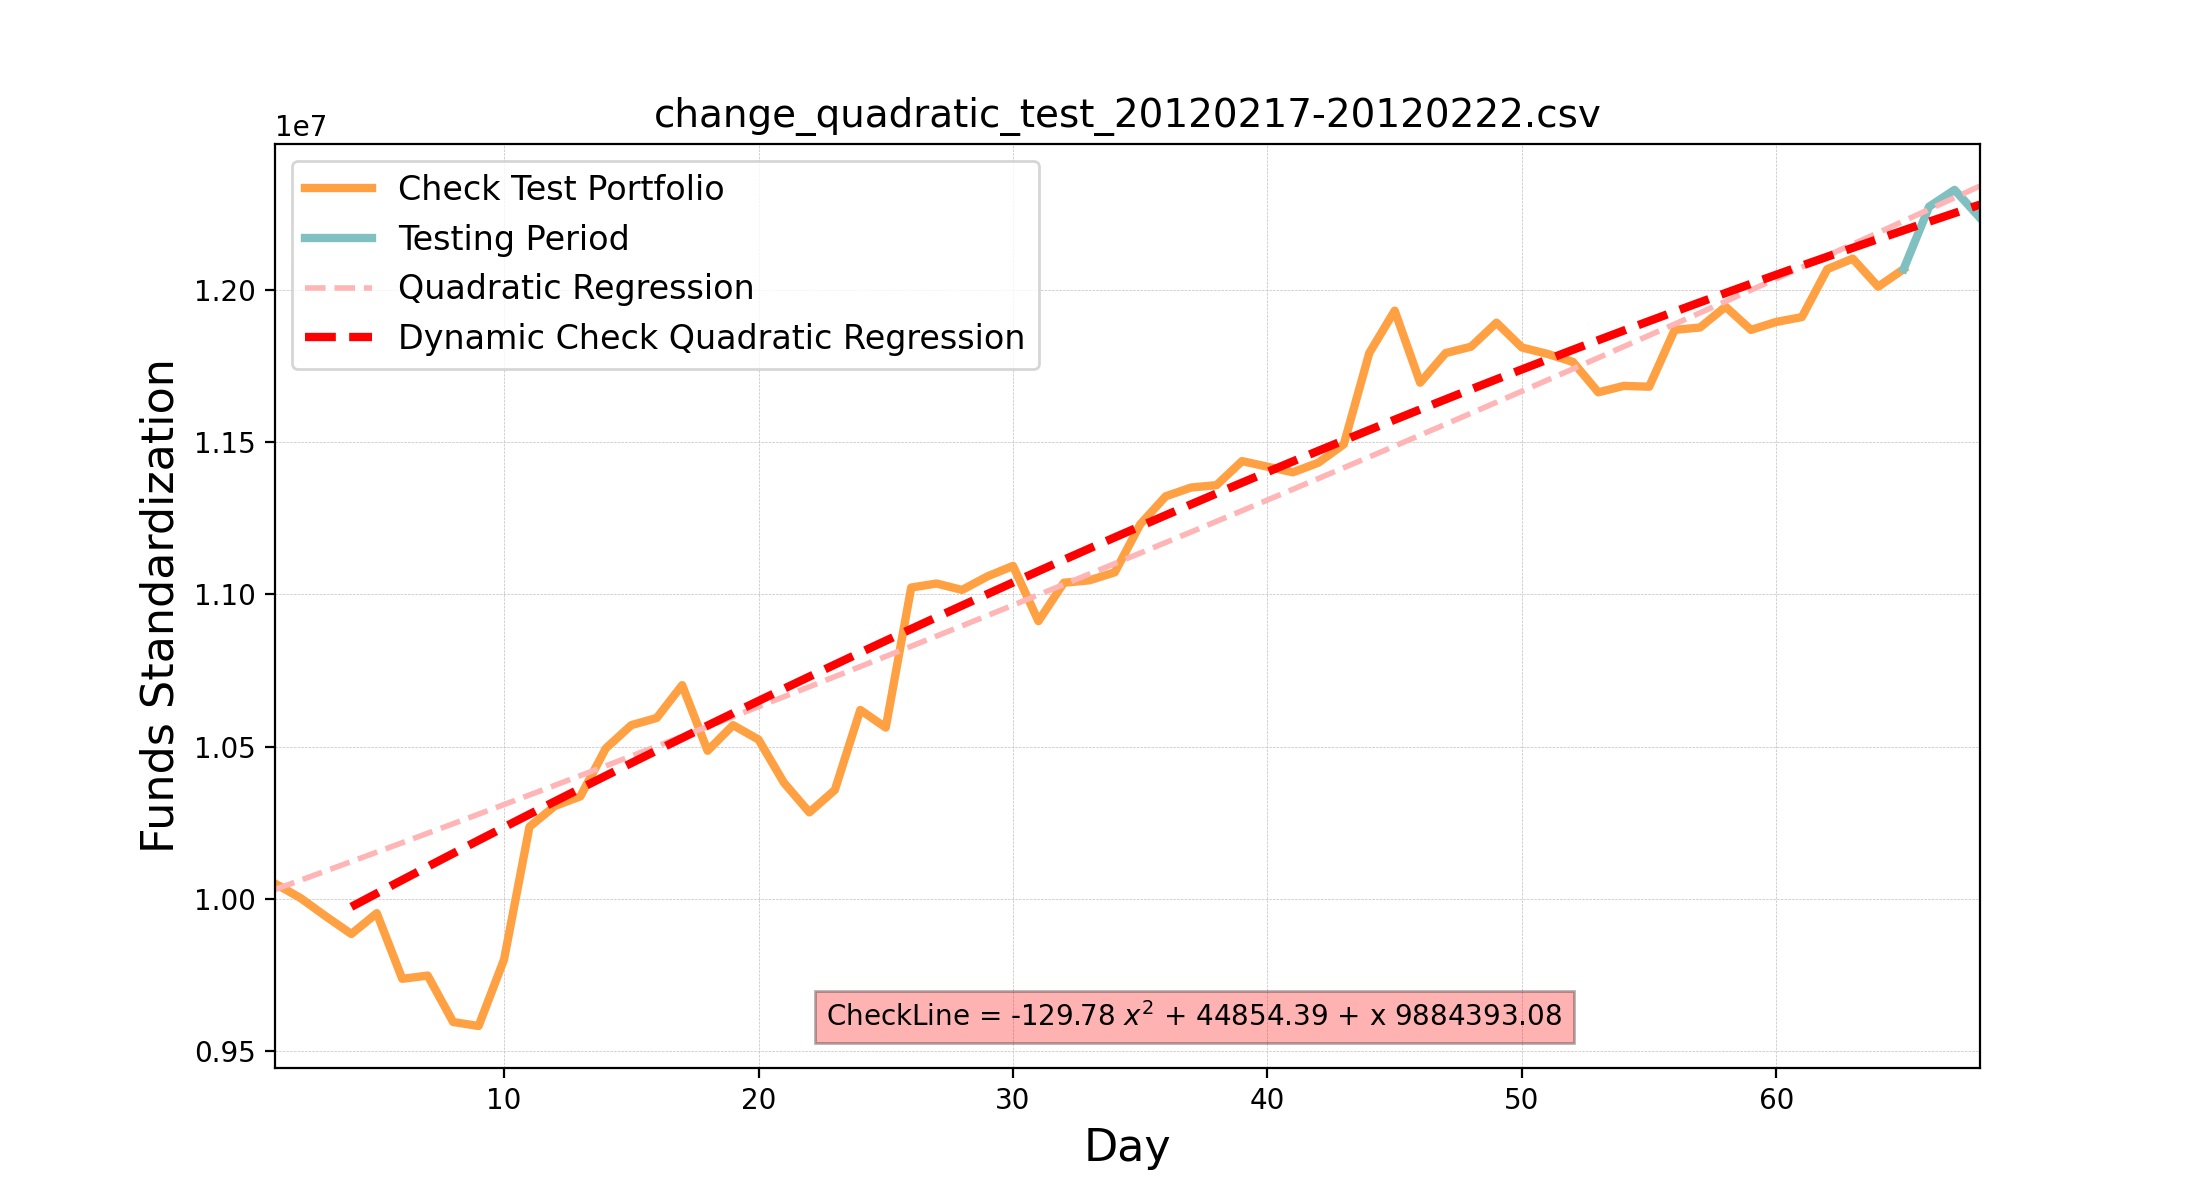 change_quadratic_test_20120217-20120222.csv
1e7
Check Test Portfolio
Testing Period
Quadratic Regression
Dynamic Check Quadratic Regression
Funds Standardization
1.20
1.15
1.10
1.05
1.00
0.95
CheckLine = -129.78 x² + 44854.39 + x 9884393.08
10 20 30 40 50 60
Day